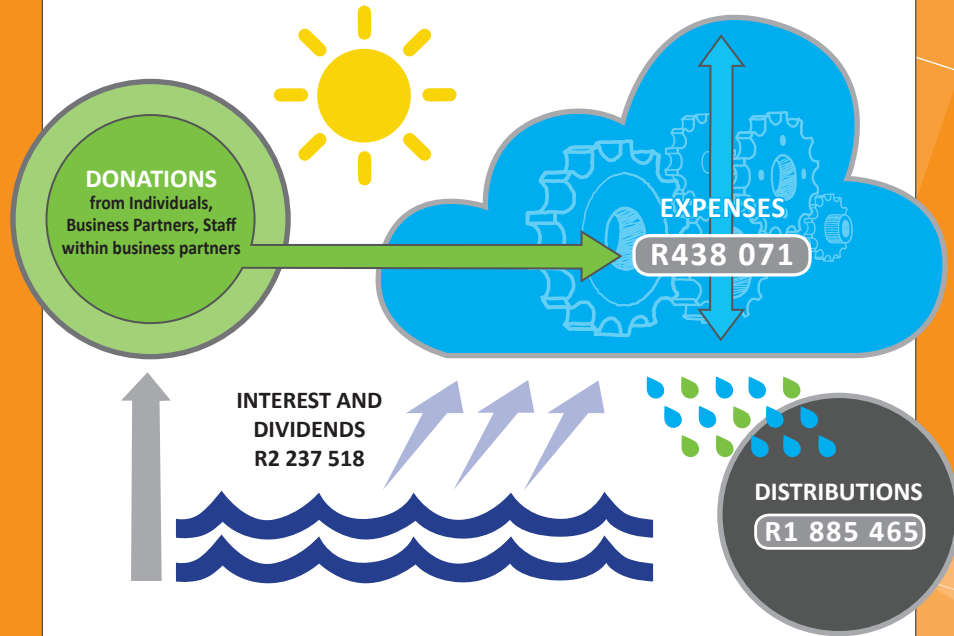 DONATIONS
from Individuals,
Business Partners, Staff
within business partners
EXPENSES
R438 071
INTEREST AND
DIVIDENDS
R2 237 518
DISTRIBUTIONS
R1 885 465